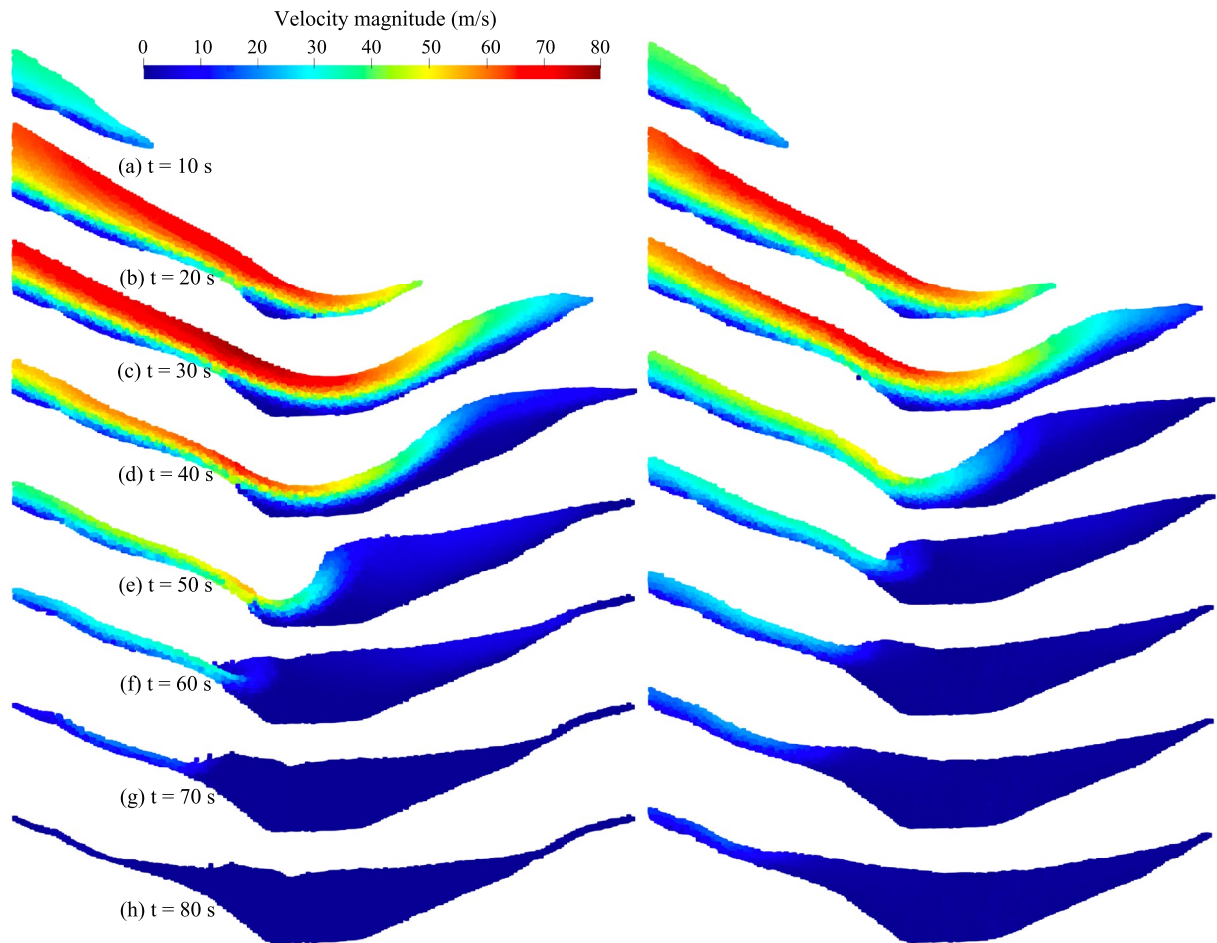 Velocity magnitude (m/s)
0 10 20 30 40 50 60 70 80
(a) t = 10 s
(b) t = 20 s
(c) t = 30 s
(d) t = 40 s
(e) t = 50 s
(f) t = 60 s
(g) t = 70 s
(h) t = 80 s